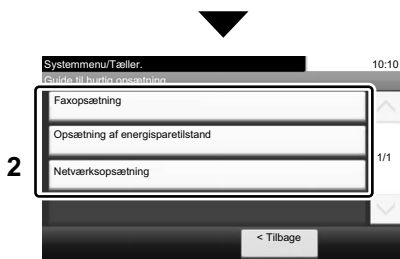 Systemmenu/Tæller.
10:10
Guide til hurtig opsætning
Faxopsætning
Opsætning af energisparetilstand
1/1
2
Netværksopsætning
< Tilbage